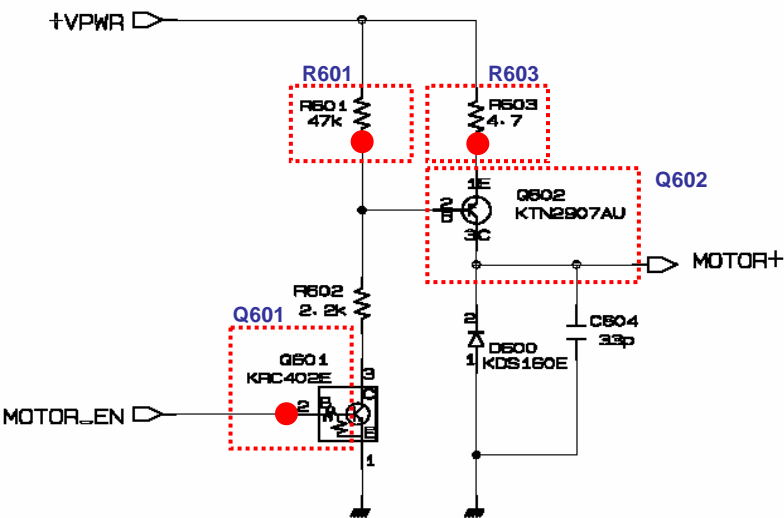 +VPWR
R601
R603
R601
47k
R603
4.7
1E
Q602
Q602
KTN2907AU
2
3C
MOTOR+
R602
2.2k
Q601
2
C604
33p
D600
KDS160E
1
Q601
KRC402E
3
C
B
2
MOTOR_EN
E
1